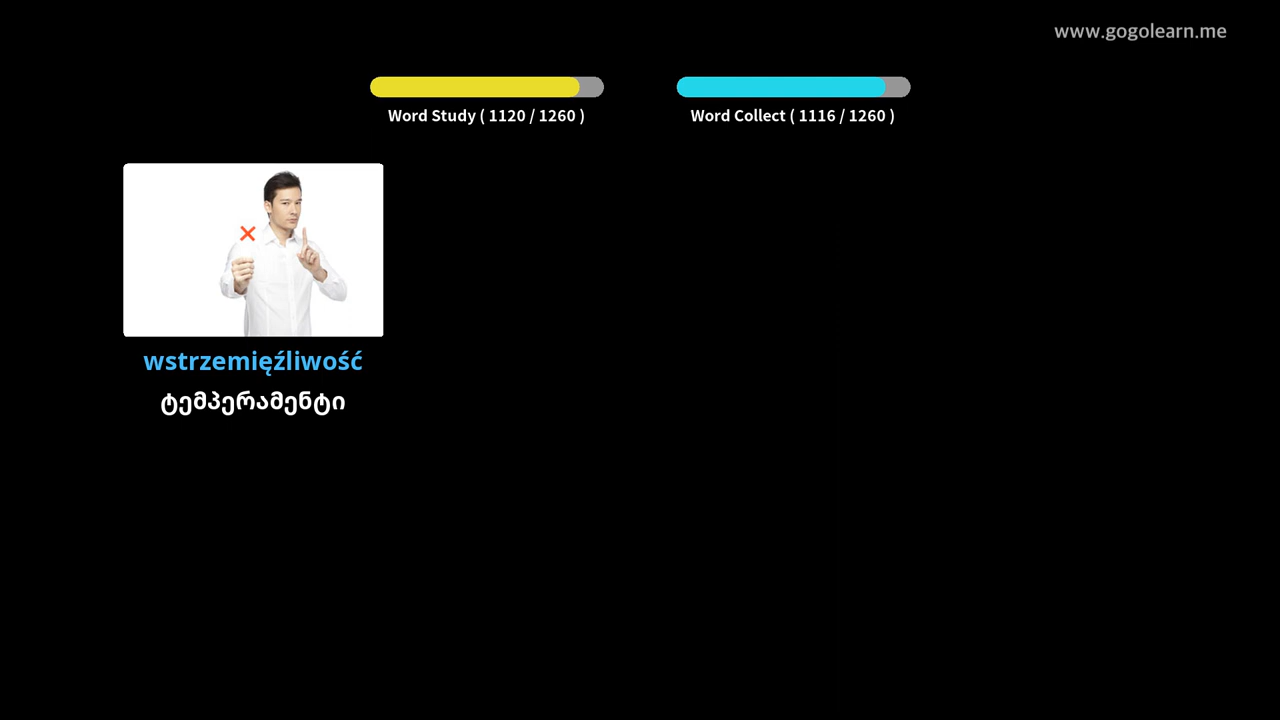 www.gogolearn.me
Word Study ( 1120 / 1260 )
Word Collect ( 1116 / 1260 )
wstrzemięźliwość
ტემპერამენტი